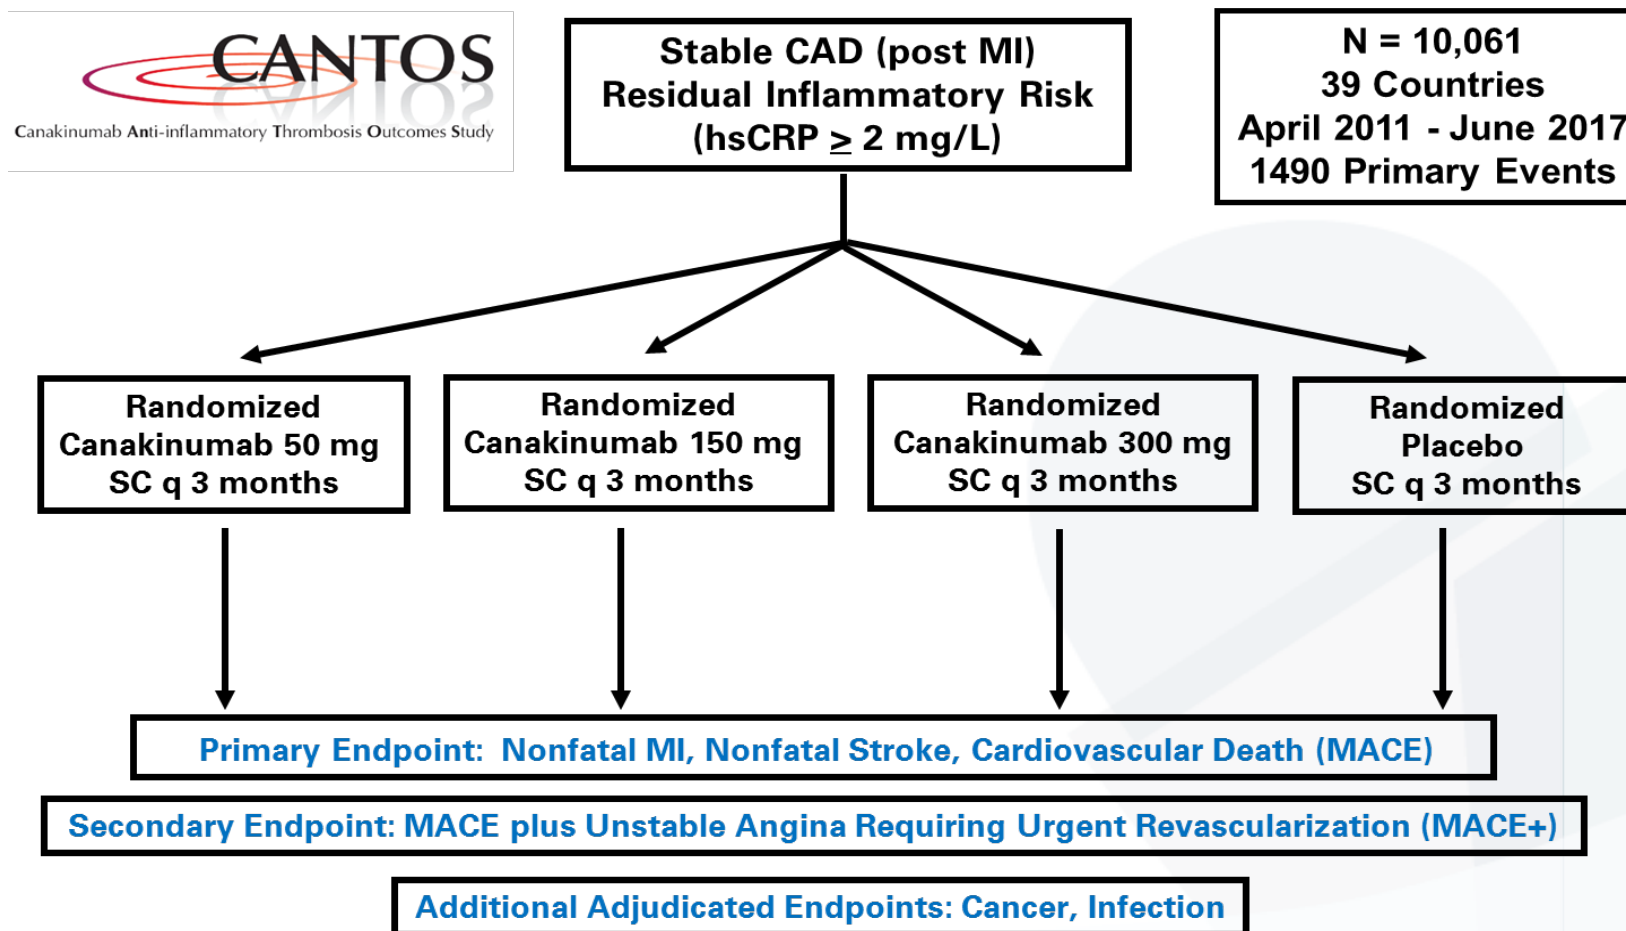 CANTOS
Canakinumab Anti-inflammatory Thrombosis Outcomes Study
Stable CAD (post MI)
Residual Inflammatory Risk
(hsCRP ≥ 2 mg/L)
N = 10,061
39 Countries
April 2011 - June 2017
1490 Primary Events
Randomized
Canakinumab 50 mg
SC q 3 months
Randomized
Canakinumab 150 mg
SC q 3 months
Randomized
Canakinumab 300 mg
SC q 3 months
Randomized
Placebo
SC q 3 months
Primary Endpoint: Nonfatal MI, Nonfatal Stroke, Cardiovascular Death (MACE)
Secondary Endpoint: MACE plus Unstable Angina Requiring Urgent Revascularization (MACE+)
Additional Adjudicated Endpoints: Cancer, Infection